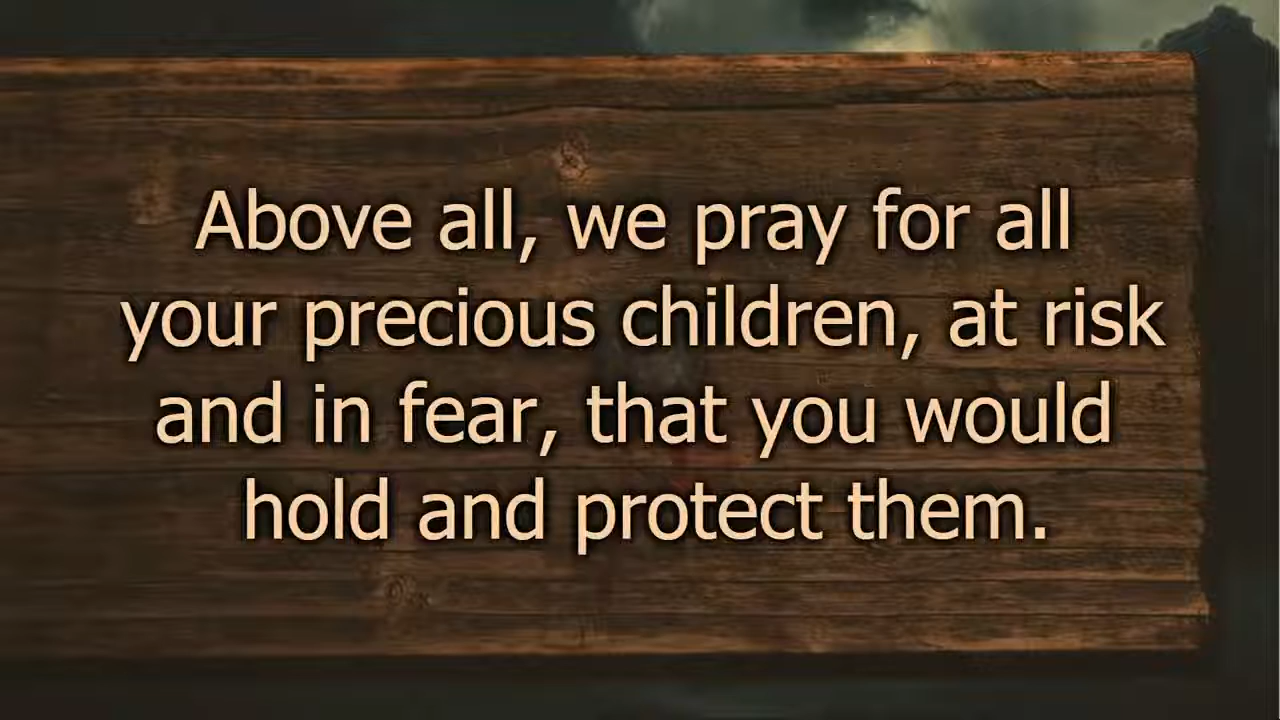 Above all, we pray for all
your precious children, at risk
and in fear, that you would
hold and protect them.